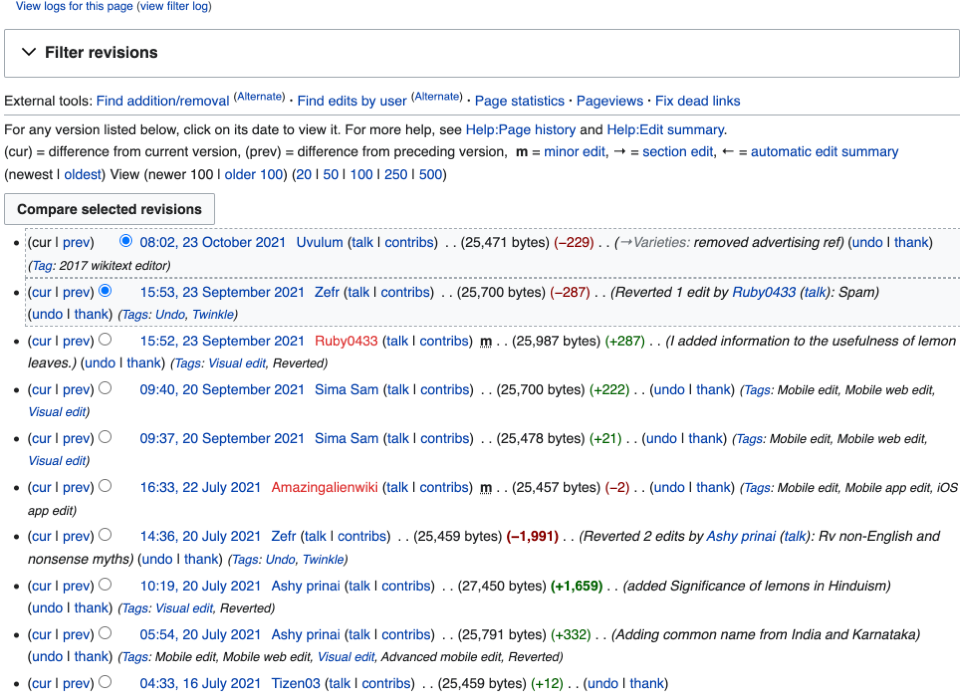 View logs for this page (view filter log)
Filter revisions
External tools: Find addition/removal (Alternate) · Find edits by user (Alternate) · Page statistics · Pageviews · Fix dead links
For any version listed below, click on its date to view it. For more help, see Help:Page history and Help:Edit summary.
(cur) = difference from current version, (prev) = difference from preceding version, m = minor edit, → = section edit, ← = automatic edit summary
(newest | oldest) View (newer 100 | older 100) (20 | 50 | 100 | 250 | 500)
Compare selected revisions
• (cur | prev) 08:02, 23 October 2021 Uvulum (talk | contribs) . . (25,471 bytes) (−229) . . (→Varieties: removed advertising ref) (undo | thank)
(Tag: 2017 wikitext editor)
• (cur | prev) 15:53, 23 September 2021 Zefr (talk | contribs) . . (25,700 bytes) (−287) . . (Reverted 1 edit by Ruby0433 (talk): Spam)
(undo | thank) (Tags: Undo, Twinkle)
• (cur | prev) 15:52, 23 September 2021 Ruby0433 (talk | contribs) m . . (25,987 bytes) (+287) . . (I added information to the usefulness of lemon
leaves.) (undo | thank) (Tags: Visual edit, Reverted)
• (cur | prev) 09:40, 20 September 2021 Sima Sam (talk | contribs) . . (25,700 bytes) (+222) . . (undo | thank) (Tags: Mobile edit, Mobile web edit,
Visual edit)
• (cur | prev) 09:37, 20 September 2021 Sima Sam (talk | contribs) . . (25,478 bytes) (+21) . . (undo | thank) (Tags: Mobile edit, Mobile web edit,
Visual edit)
• (cur | prev) 16:33, 22 July 2021 Amazingalienwiki (talk | contribs) m . . (25,457 bytes) (−2) . . (undo | thank) (Tags: Mobile edit, Mobile app edit, iOS
app edit)
• (cur | prev) 14:36, 20 July 2021 Zefr (talk | contribs) . . (25,459 bytes) (−1,991) . . (Reverted 2 edits by Ashy prinai (talk): Rv non-English and
nonsense myths) (undo | thank) (Tags: Undo, Twinkle)
• (cur | prev) 10:19, 20 July 2021 Ashy prinai (talk | contribs) . . (27,450 bytes) (+1,659) . . (added Significance of lemons in Hinduism)
(undo | thank) (Tags: Visual edit, Reverted)
• (cur | prev) 05:54, 20 July 2021 Ashy prinai (talk | contribs) . . (25,791 bytes) (+332) . . (Adding common name from India and Karnataka)
(undo | thank) (Tags: Mobile edit, Mobile web edit, Visual edit, Advanced mobile edit, Reverted)
• (cur | prev) 04:33, 16 July 2021 Tizen03 (talk | contribs) . . (25,459 bytes) (+12) . . (undo | thank)